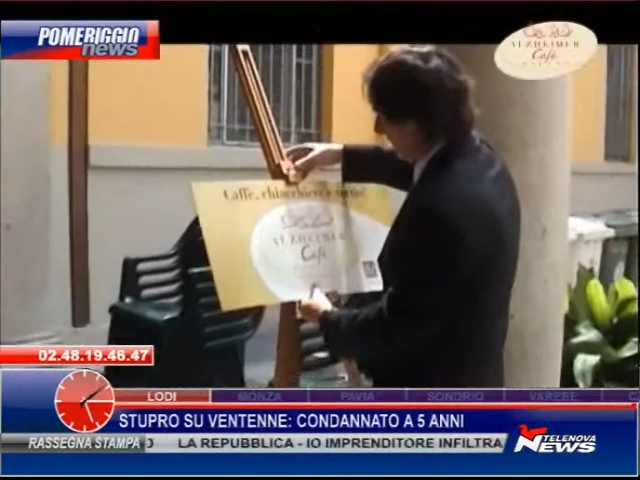 POMERIGGIO
news
ALZHEIMER
Café
MILANO
Caffè, chiacchiere e
ALZHEIMER
Café
02.48.19.46.47
LODI MONZA PAVIA SONDRIO VARESE C
STUPRO SU VENTENNE: CONDANNATO A 5 ANNI
RASSEGNA STAMPA O LA REPUBBLICA - IO IMPRENDITORE INFILTRA
TELENOVA
NEWS